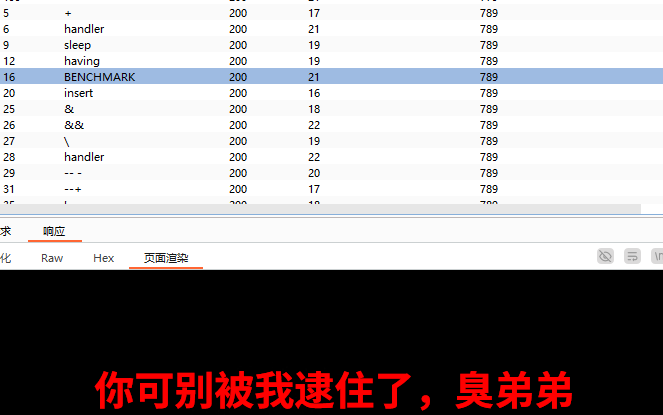 5 + 200 17 789
6 handler 200 21 789
9 sleep 200 19 789
12 having 200 19 789
16 BENCHMARK 200 21 789
20 insert 200 16 789
25 & 200 18 789
26 && 200 22 789
27 \ 200 19 789
28 handler 200 22 789
29 -- - 200 20 789
31 --+ 200 17 789
求 响应
化 Raw Hex 页面渲染 \n
你可别被我逮住了，臭弟弟